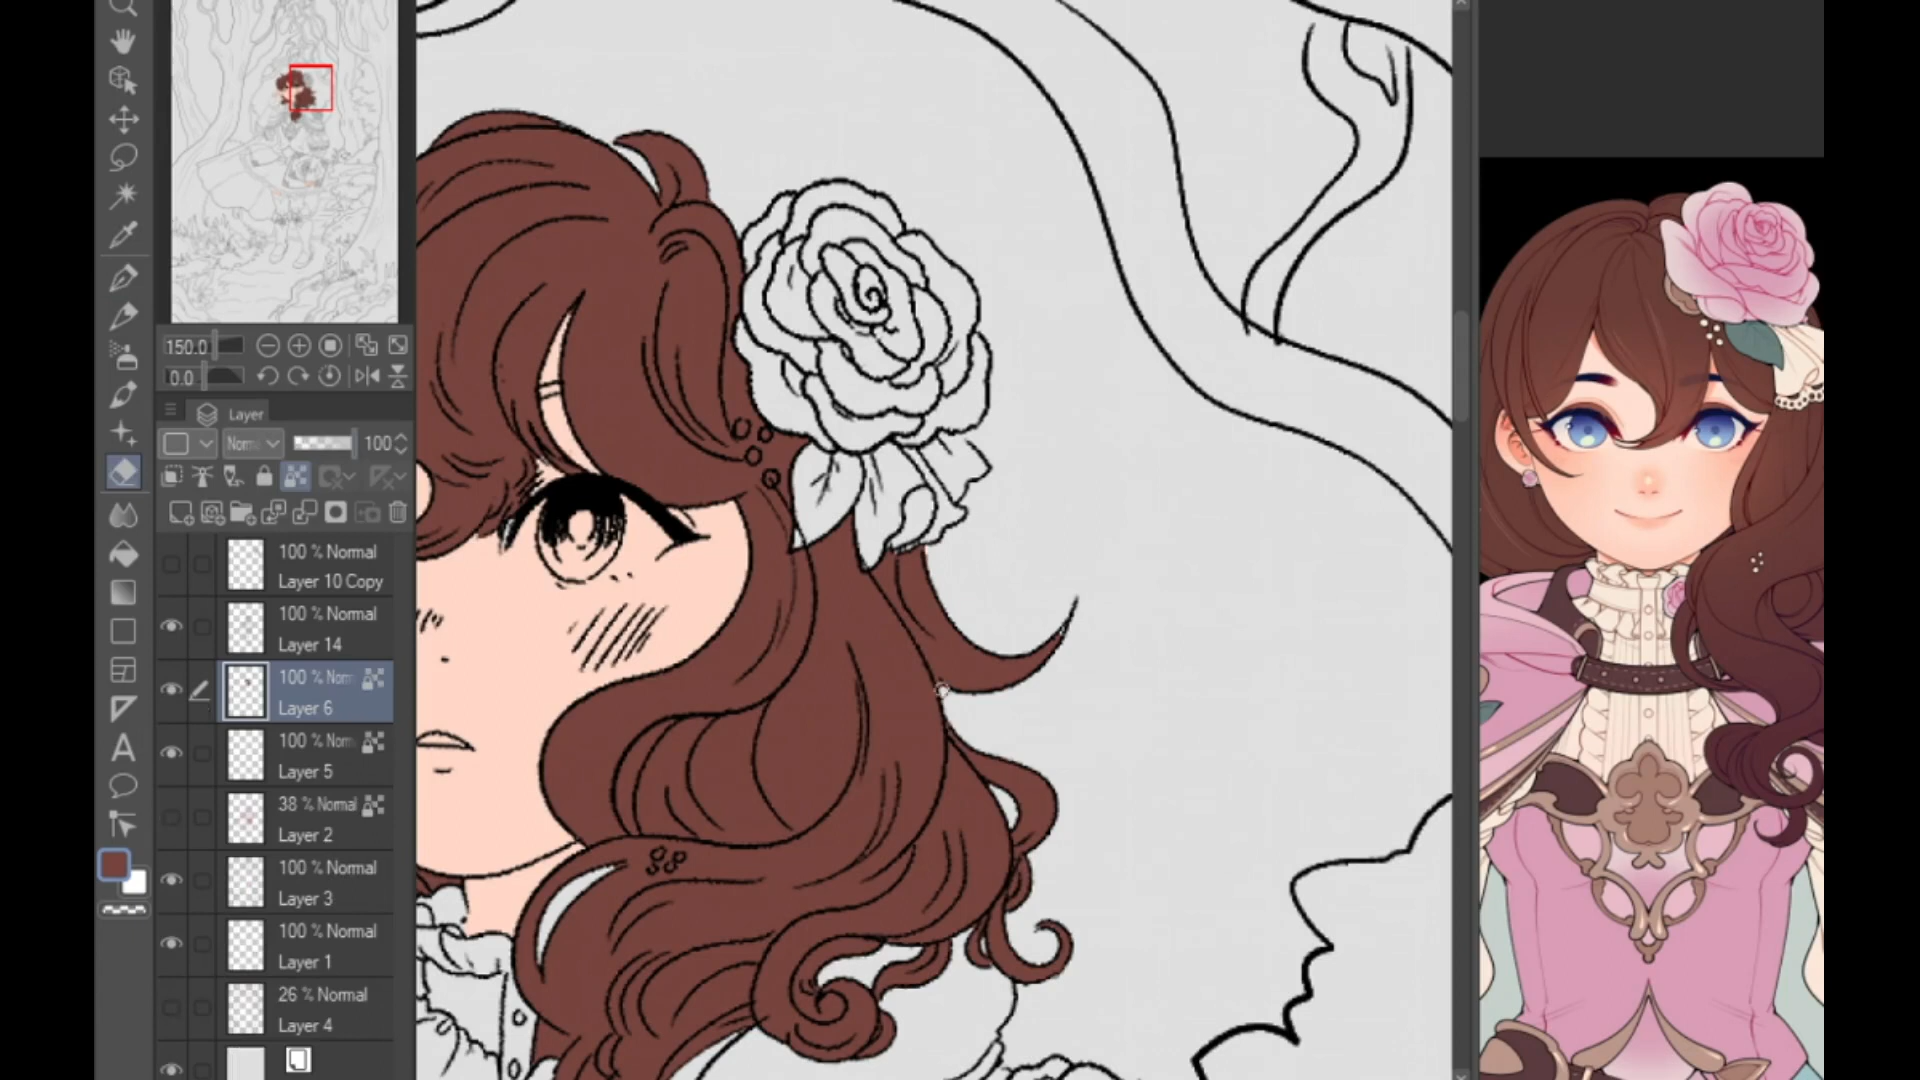 150.0
0.0
Layer
Norm
100
100 % Normal
Layer 10 Copy
100 % Normal
Layer 14
100 % Norm
Layer 6
100 % Norm
Layer 5
38 % Normal
Layer 2
100 % Normal
Layer 3
100 % Normal
Layer 1
26 % Normal
Layer 4